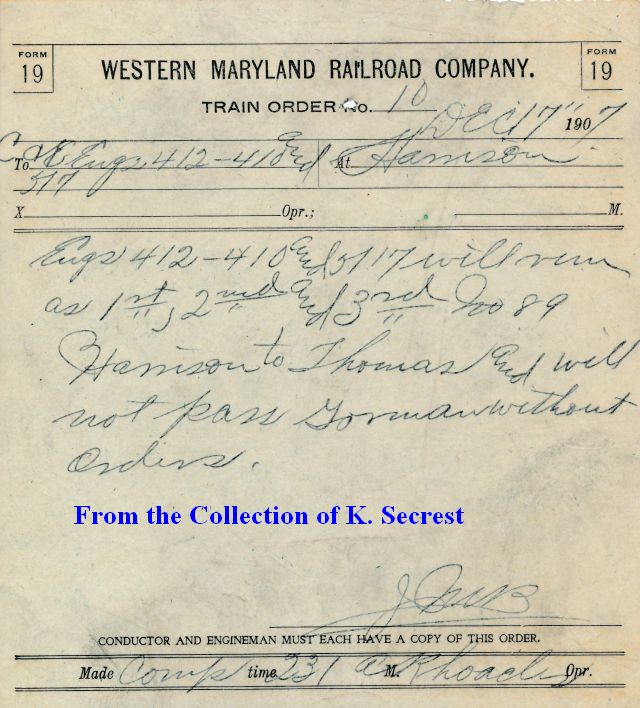 FORM 19 WESTERN MARYLAND RAILROAD COMPANY. FORM 19
TRAIN ORDER No. 10
Dec 17" 1907
To C & E Engs 412-410 and At Harrison
517
X Opr.; M.
Engs 412-410 and 517 will run
as 1st, 2nd and 3rd No 89
Harrison to Thomas and will
not pass Gorman without
orders.
From the Collection of K. Secrest
CONDUCTOR AND ENGINEMAN MUST EACH HAVE A COPY OF THIS ORDER.
Made Comp time 231 a M. Rhoades Opr.